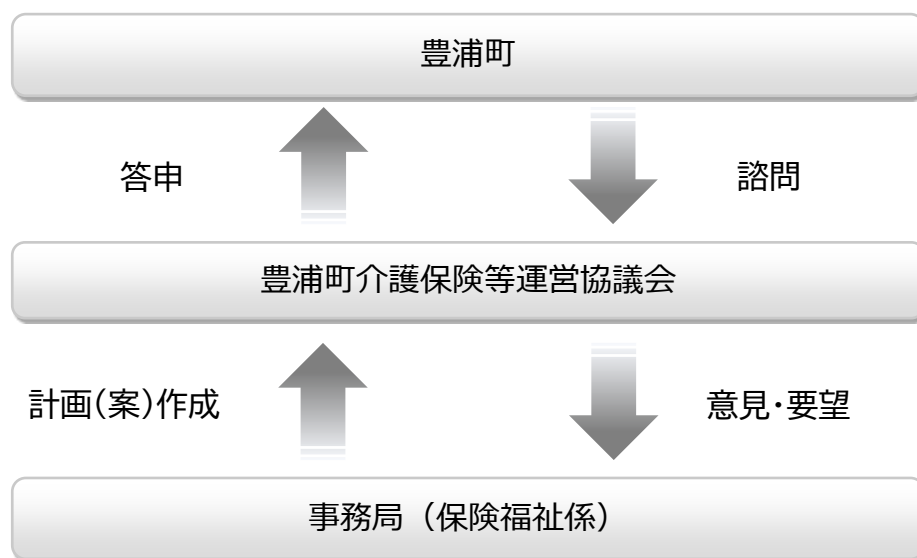 豊浦町
答申
諮問
豊浦町介護保険等運営協議会
計画(案)作成
意見・要望
事務局（保険福祉係）